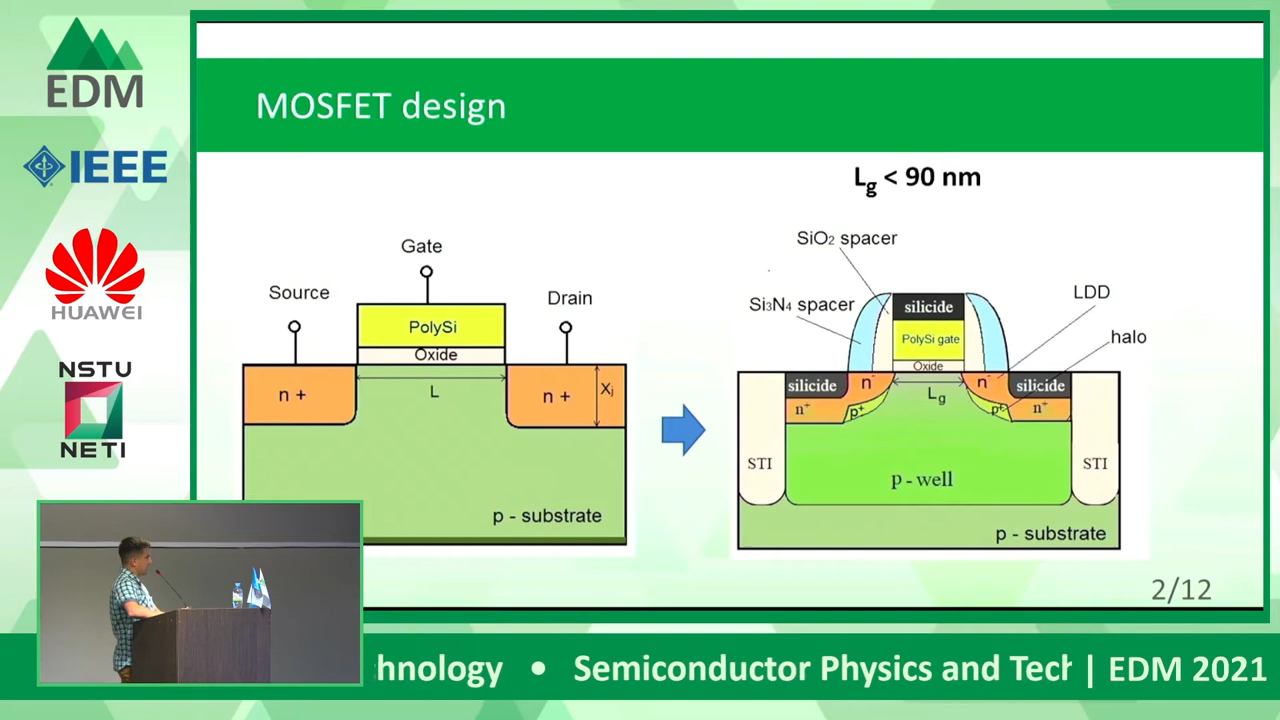 EDM
IEEE
HUAWEI
NSTU
NETI
MOSFET design
Gate
Source
Drain
PolySi
Oxide
n +
L
n +
Xj
p - substrate
Lg < 90 nm
SiO2 spacer
Si3N4 spacer
LDD
halo
silicide
PolySi gate
Oxide
silicide
n-
Lg
n-
silicide
n+
p+
p+
n+
STI
p - well
STI
p - substrate
2/12
chnology • Semiconductor Physics and Tech | EDM 2021